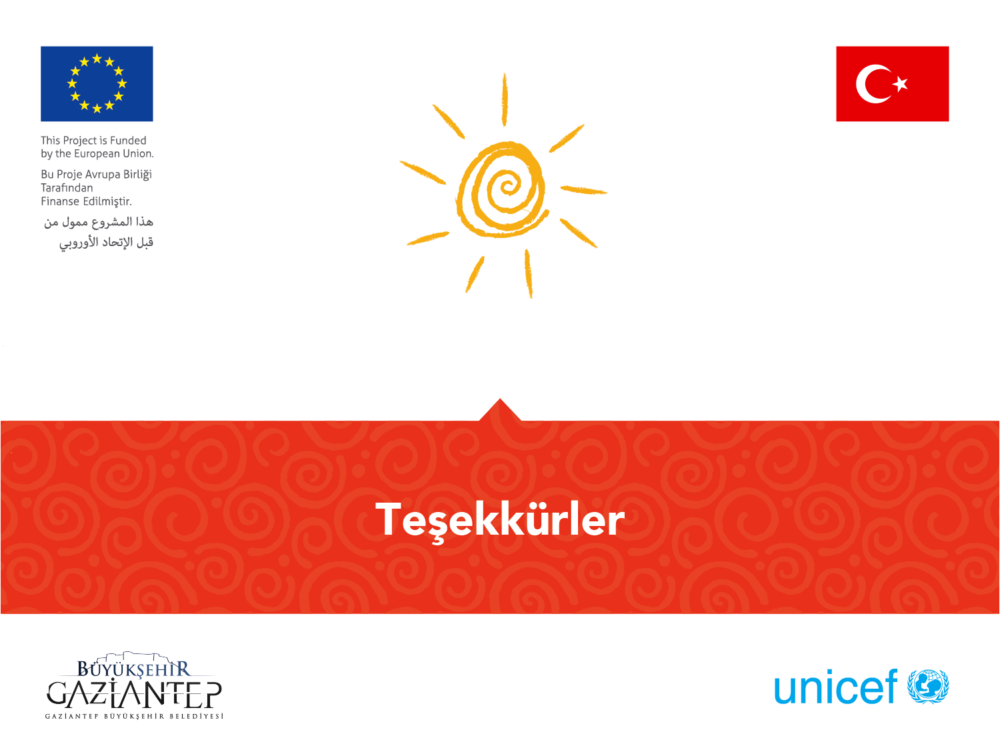 This Project is Funded
by the European Union.
Bu Proje Avrupa Birliği
Tarafından
Finanse Edilmiştir.
هذا المشروع ممول من
قبل الإتحاد الأوروبي
Teşekkürler
BÜYÜKŞEHİR
GAZİANTEP
GAZİANTEP BÜYÜKŞEHİR BELEDİYESİ
unicef